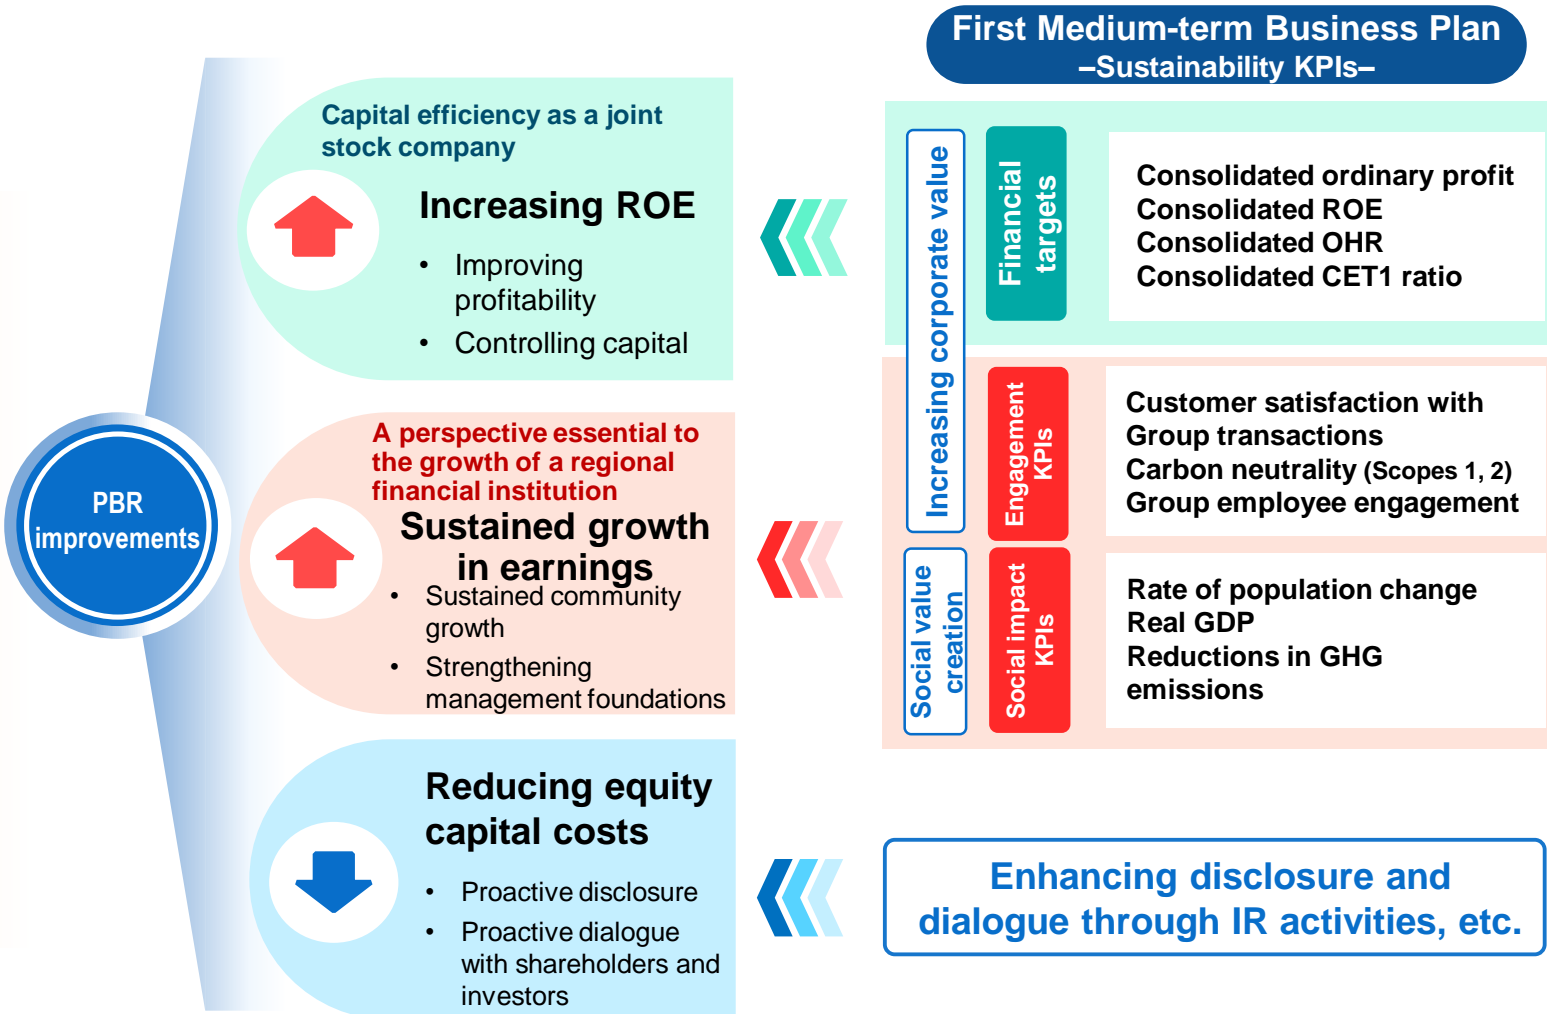 First Medium-term Business Plan
–Sustainability KPIs–
PBR
improvements
Capital efficiency as a joint
stock company
Increasing ROE
• Improving
profitability
• Controlling capital
A perspective essential to
the growth of a regional
financial institution
Sustained growth
in earnings
• Sustained community
growth
• Strengthening
management foundations
Reducing equity
capital costs
• Proactive disclosure
• Proactive dialogue
with shareholders and
investors
Increasing corporate value
Financial
targets
Consolidated ordinary profit
Consolidated ROE
Consolidated OHR
Consolidated CET1 ratio
Engagement
KPIs
Customer satisfaction with
Group transactions
Carbon neutrality (Scopes 1, 2)
Group employee engagement
Social value
creation
Social impact
KPIs
Rate of population change
Real GDP
Reductions in GHG
emissions
Enhancing disclosure and
dialogue through IR activities, etc.